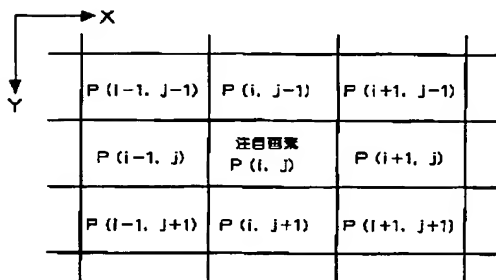 X
Y
P (i-1, j-1) P (i, j-1) P (i+1, j-1)
注目画素
P (i-1, j) P (i, j) P (i+1, j)
P (i-1, j+1) P (i, j+1) P (i+1, j+1)